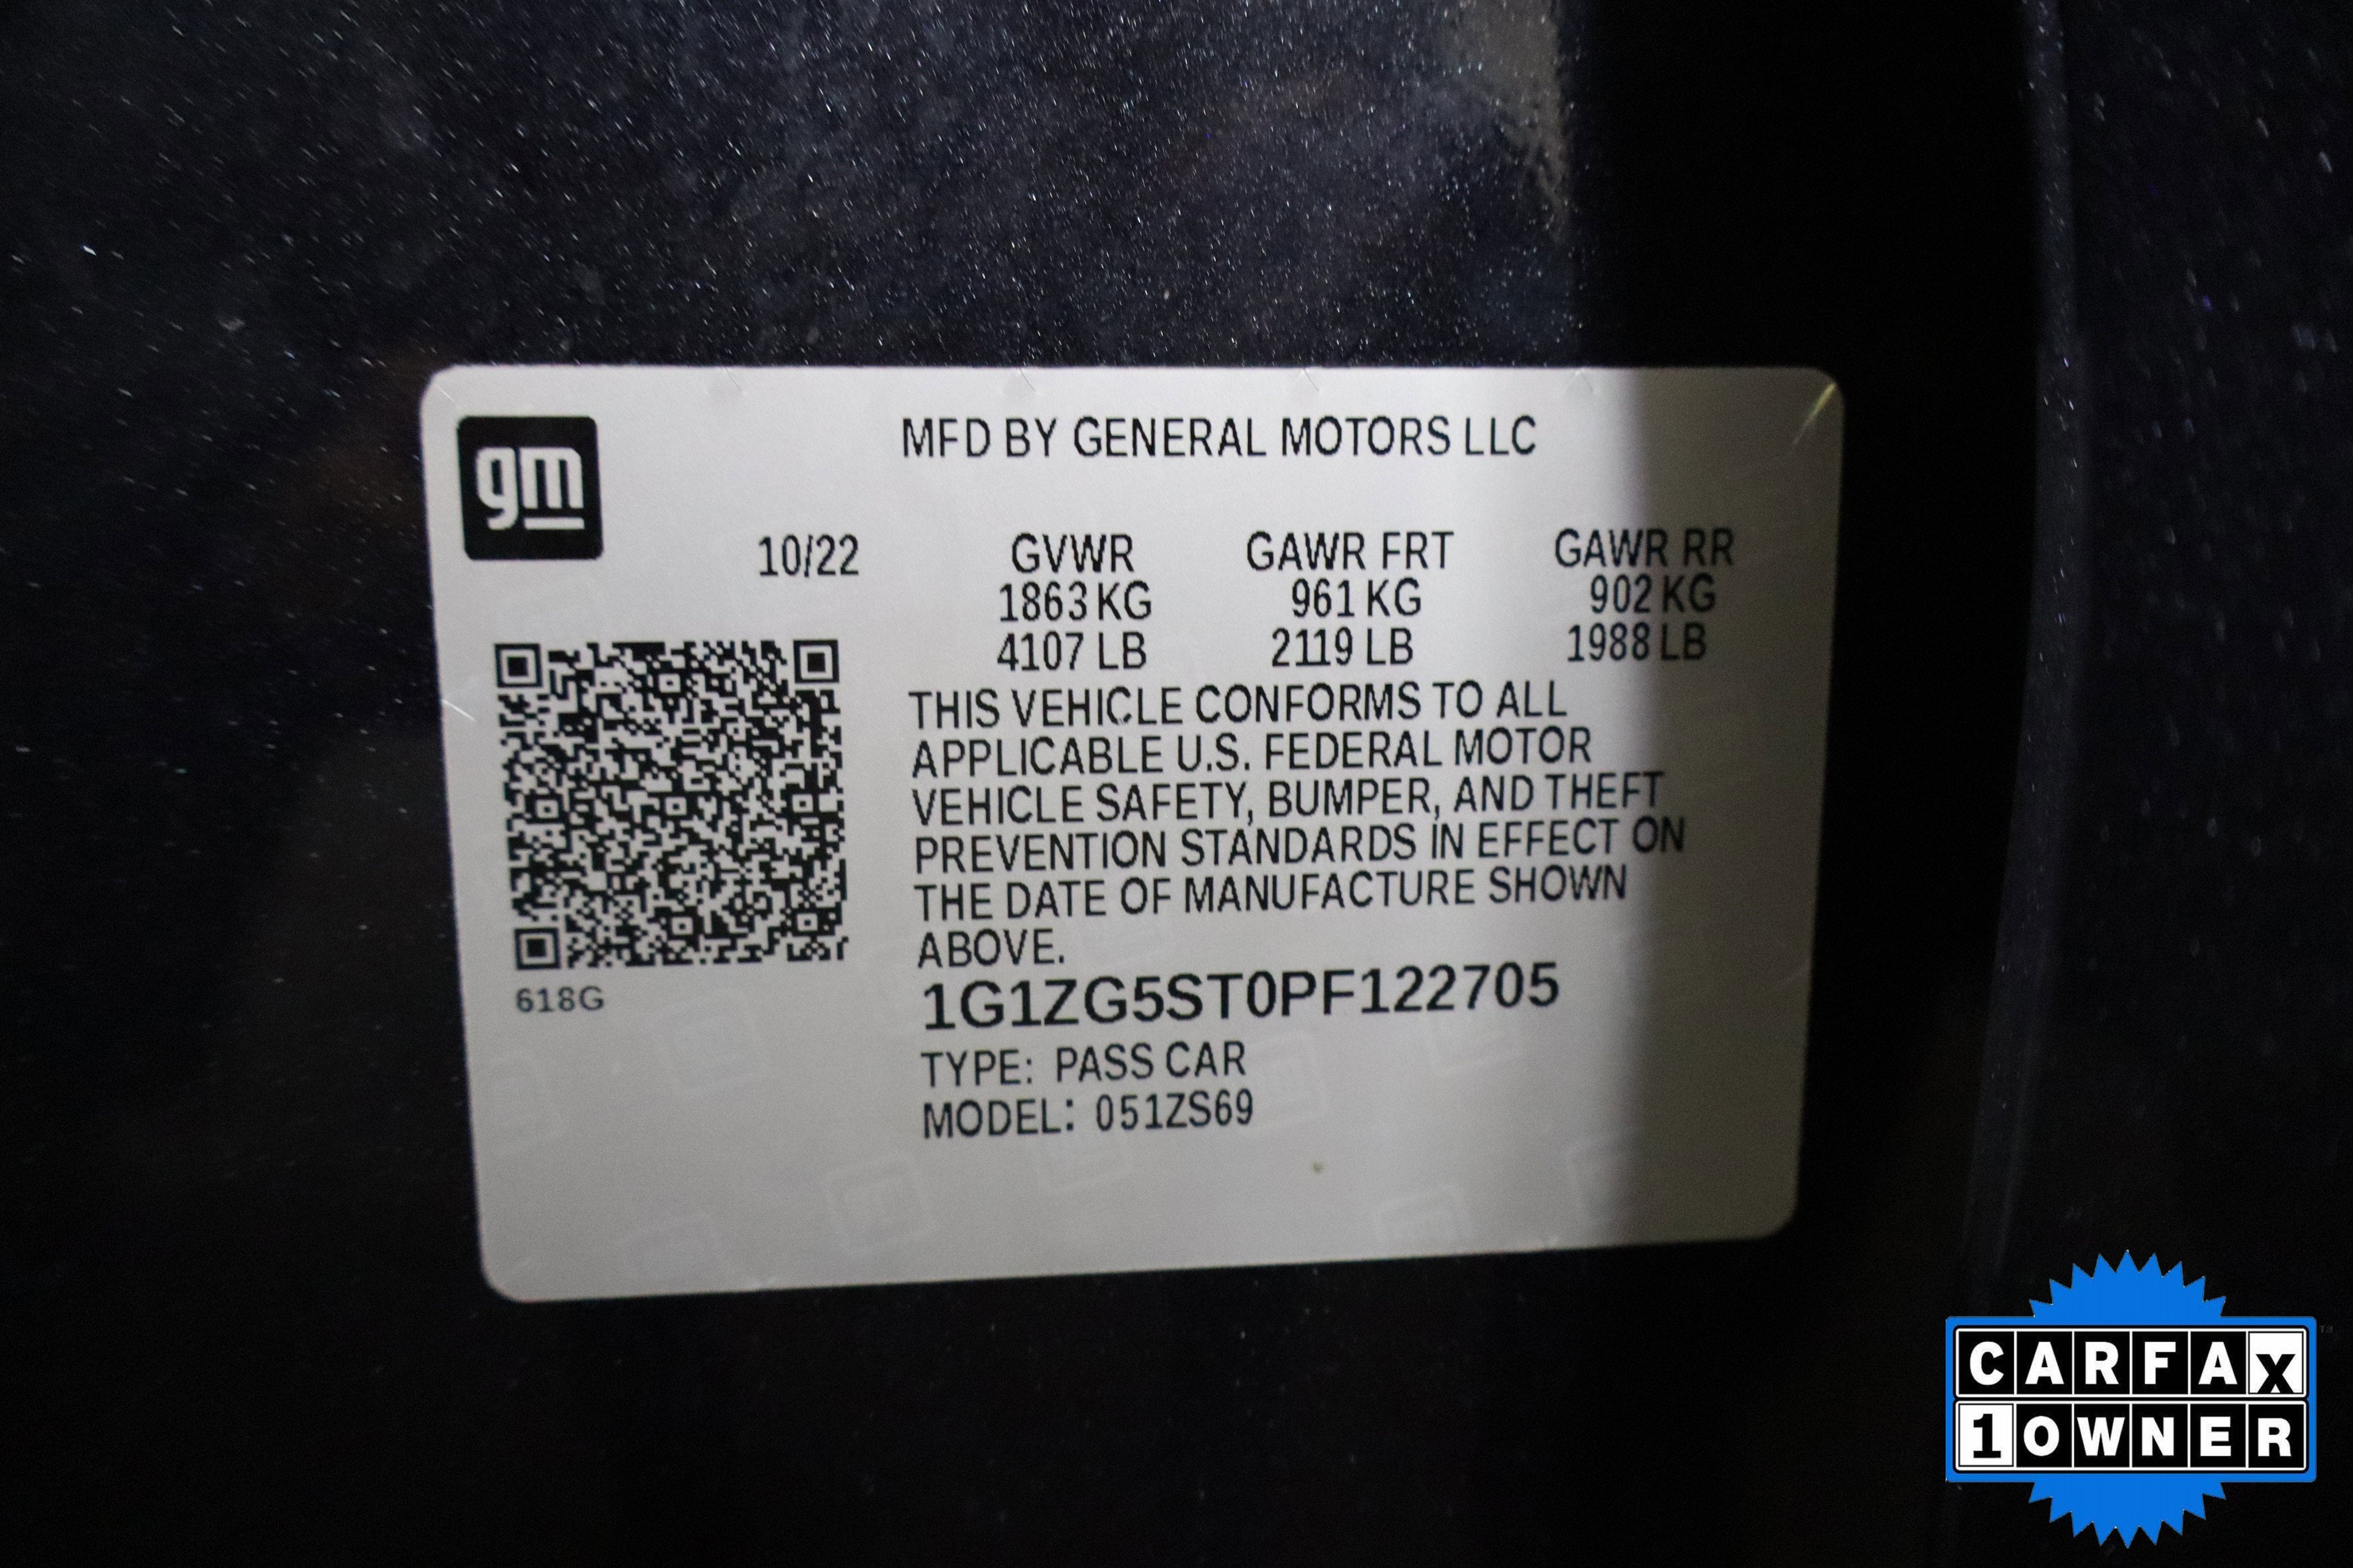 gm
MFD BY GENERAL MOTORS LLC
10/22 GVWR GAWR FRT GAWR RR
1863 KG 961 KG 902 KG
4107 LB 2119 LB 1988 LB
THIS VEHICLE CONFORMS TO ALL
APPLICABLE U.S. FEDERAL MOTOR
VEHICLE SAFETY, BUMPER, AND THEFT
PREVENTION STANDARDS IN EFFECT ON
THE DATE OF MANUFACTURE SHOWN
ABOVE.
618G
1G1ZG5ST0PF122705
TYPE: PASS CAR
MODEL: 051ZS69
CARFAX
1 OWNER